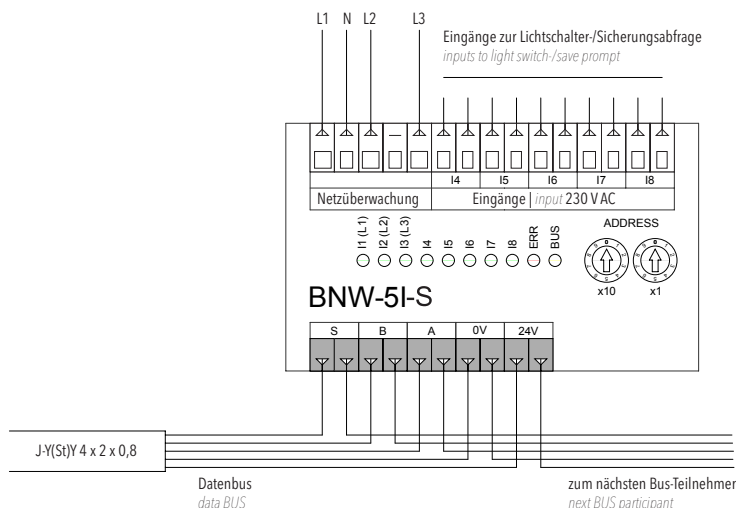 L1 N L2 L3
Eingänge zur Lichtschalter-/Sicherungsabfrage
inputs to light switch-/save prompt
I4 I5 I6 I7 I8
Netzüberwachung Eingänge | input 230 V AC
I1 (L1) I2 (L2) I3 (L3) I4 I5 I6 I7 I8 ERR BUS
ADDRESS
x10 x1
BNW-5I-S
S B A 0V 24V
J-Y(St)Y 4 x 2 x 0,8
Datenbus
data BUS
zum nächsten Bus-Teilnehmer
next BUS participant